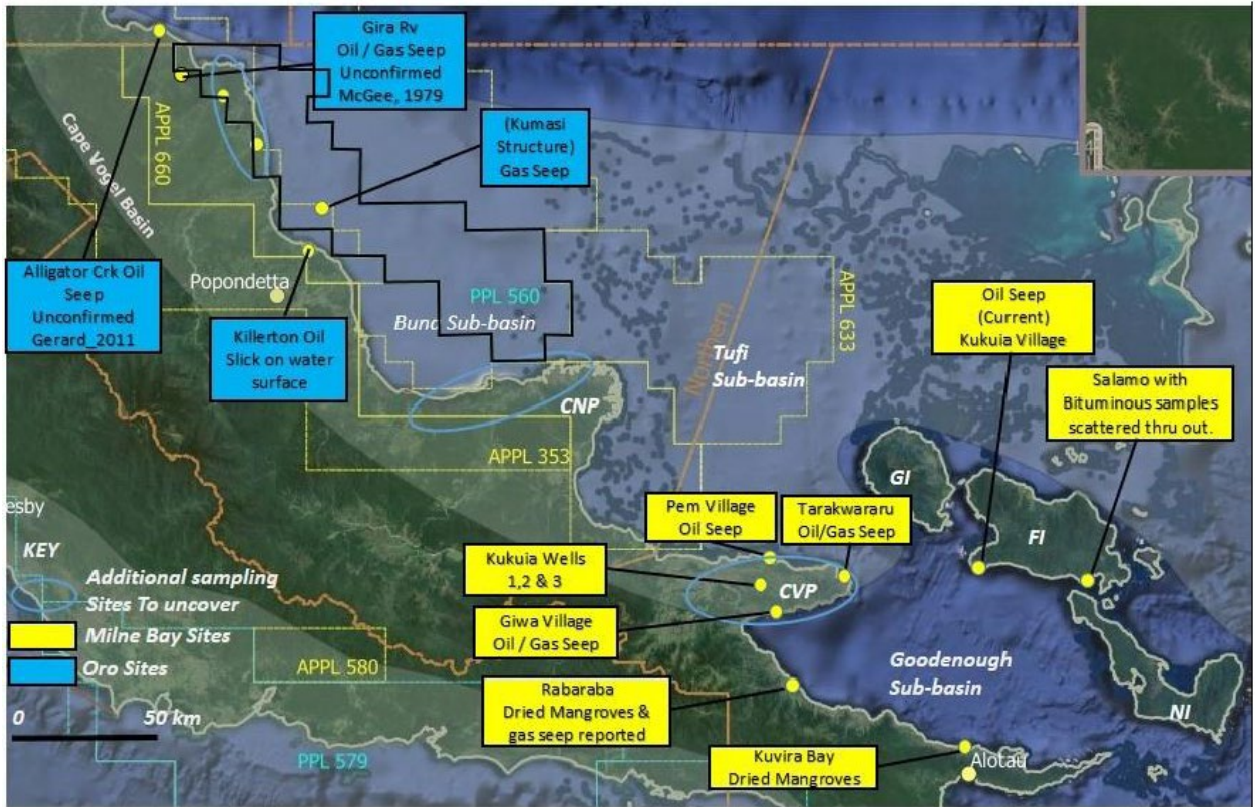 Gira Rv
Oil / Gas Seep
Unconfirmed
McGee, 1979
(Kumasi
Structure)
Gas Seep
Cape Vogel Basin
APPL 660
Alligator Crk Oil
Seep
Unconfirmed
Gerard_2011
Popondetta
Killerton Oil
Slick on water
surface
PPL 560
Buna Sub-basin
Northern
Tufi
Sub-basin
APPL 633
Oil Seep
(Current)
Kukuia Village
Salamo with
Bituminous samples
scattered thru out.
CNP
APPL 353
GI
FI
NI
Pem Village
Oil Seep
Tarakwararu
Oil/Gas Seep
Kukuia Wells
1,2 & 3
CVP
Giwa Village
Oil / Gas Seep
Goodenough
Sub-basin
Rabaraba
Dried Mangroves &
gas seep reported
Kuvira Bay
Dried Mangroves
Alotau
esby
KEY
Additional sampling
Sites To uncover
Milne Bay Sites
Oro Sites
APPL 580
0 50 km
PPL 579